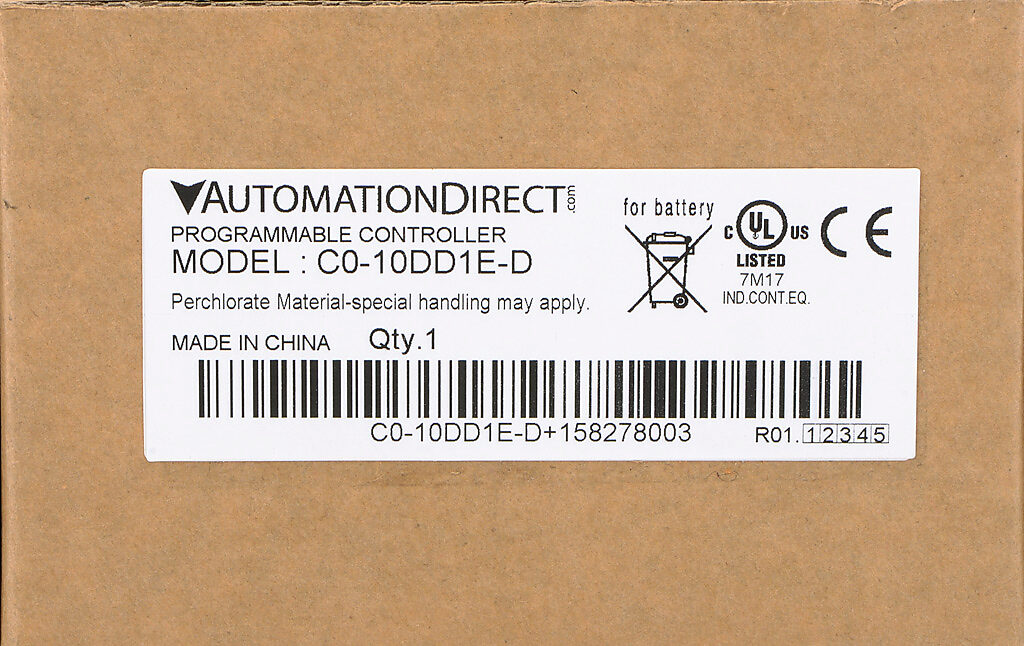 AUTOMATIONDIRECT.com
PROGRAMMABLE CONTROLLER
MODEL : C0-10DD1E-D
Perchlorate Material-special handling may apply.
MADE IN CHINA Qty.1
C0-10DD1E-D+158278003
R01.12345
for battery
C UL US
LISTED
7M17
IND.CONT.EQ.
CE